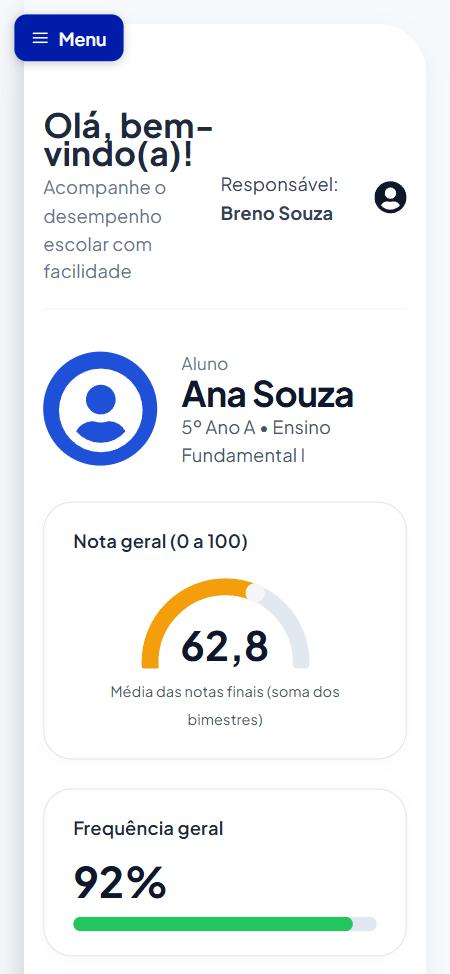 Menu
Olá, bem-
vindo(a)!
Acompanhe o
desempenho
escolar com
facilidade
Responsável:
Breno Souza
Aluno
Ana Souza
5º Ano A • Ensino
Fundamental I
Nota geral (0 a 100)
62,8
Média das notas finais (soma dos
bimestres)
Frequência geral
92%